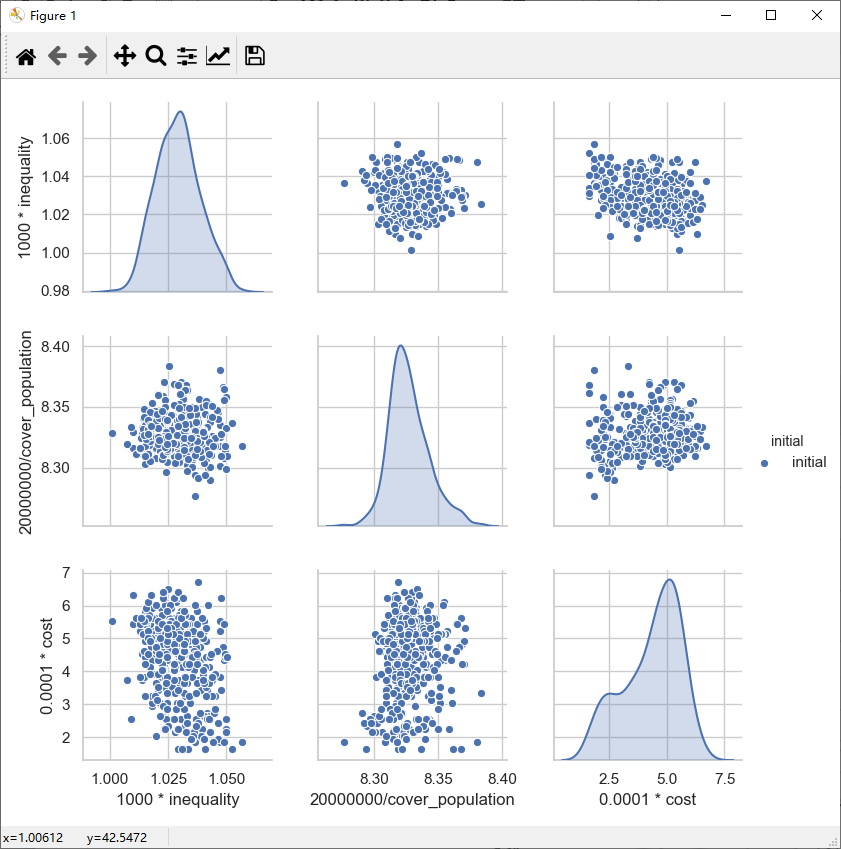 Figure 1
1000 * inequality
1.06
1.04
1.02
1.00
0.98
20000000/cover_population
8.40
8.35
8.30
initial
initial
0.0001 * cost
7
6
5
4
3
2
1.000 1.025 1.050
8.30 8.35 8.40
2.5 5.0 7.5
1000 * inequality
20000000/cover_population
0.0001 * cost
x=1.00612 y=42.5472